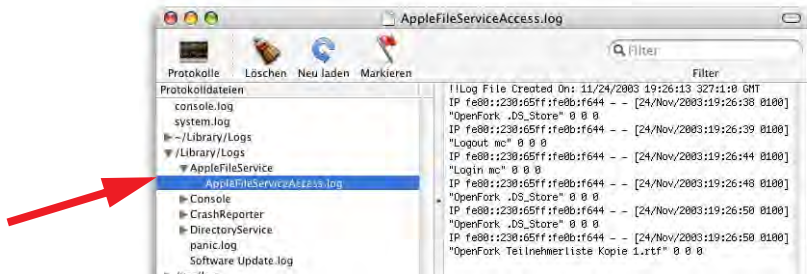 AppleFileServiceAccess.log
Protokolle Löschen Neu laden Markieren
Filter
Filter
Protokolldateien
console.log
system.log
~/Library/Logs
/Library/Logs
AppleFileService
AppleFileServiceAccess.log
Console
CrashReporter
DirectoryService
panic.log
Software Update.log
!!Log File Created On: 11/24/2003 19:26:13 327:1:0 GMT
IP fe80::230:65ff:fe0b:f644 - - [24/Nov/2003:19:26:38 0100]
"OpenFork .DS_Store" 0 0 0
IP fe80::230:65ff:fe0b:f644 - - [24/Nov/2003:19:26:39 0100]
"Logout mc" 0 0 0
IP fe80::230:65ff:fe0b:f644 - - [24/Nov/2003:19:26:44 0100]
"Login mc" 0 0 0
IP fe80::230:65ff:fe0b:f644 - - [24/Nov/2003:19:26:48 0100]
"OpenFork .DS_Store" 0 0 0
IP fe80::230:65ff:fe0b:f644 - - [24/Nov/2003:19:26:50 0100]
"OpenFork .DS_Store" 0 0 0
IP fe80::230:65ff:fe0b:f644 - - [24/Nov/2003:19:26:50 0100]
"OpenFork Teilnehmerliste Kopie 1.rtf" 0 0 0